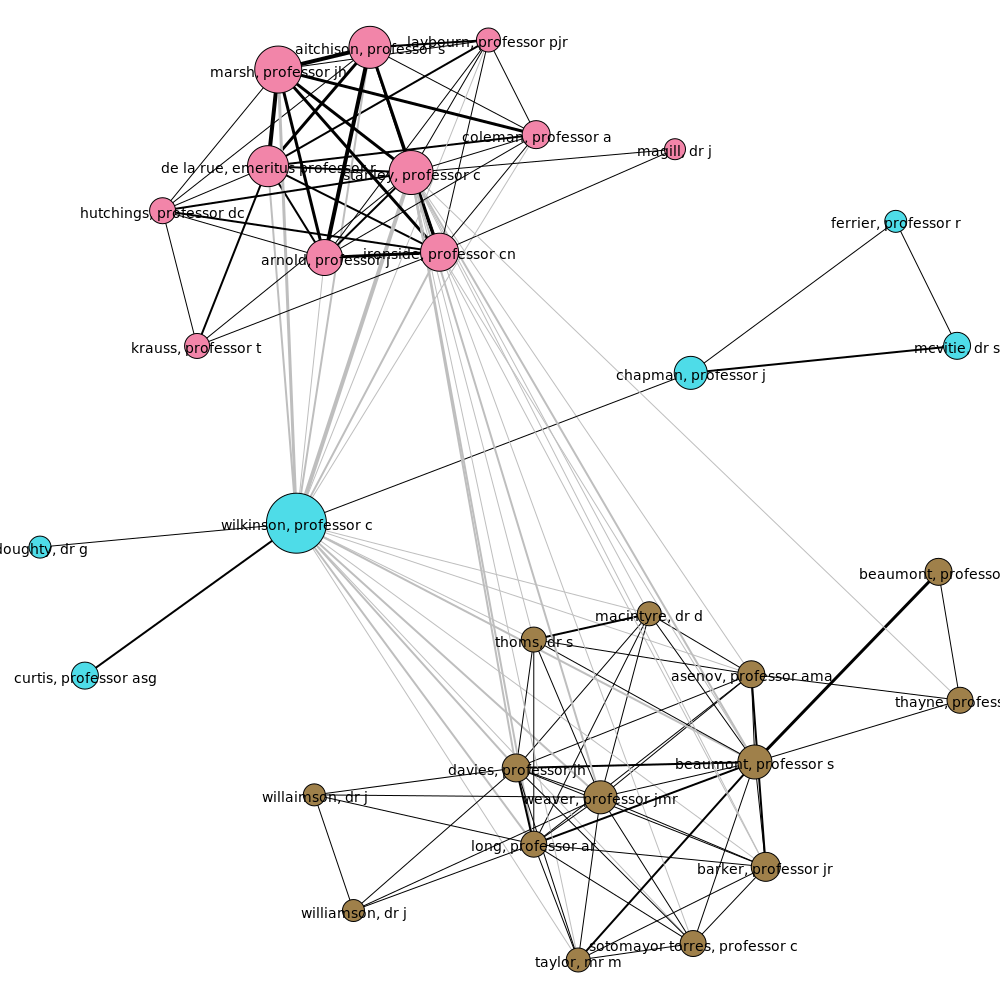 aitchison, professor s
laybourn, professor pjr
marsh, professor jh
coleman, professor a
magill, dr j
de la rue, emeritus professor r
stanley, professor c
hutchings, professor dc
ferrier, professor r
arnold, professor j
ironside, professor cn
krauss, professor t
mcvitie, dr s
chapman, professor j
wilkinson, professor c
doughty, dr g
beaumont, professo
macintyre, dr d
thoms, dr s
curtis, professor asg
asenov, professor ama
thayne, profess
beaumont, professor s
davies, professor jh
willaimson, dr j
weaver, professor jmr
long, professor ar
barker, professor jr
williamson, dr j
sotomayor torres, professor c
taylor, mr m